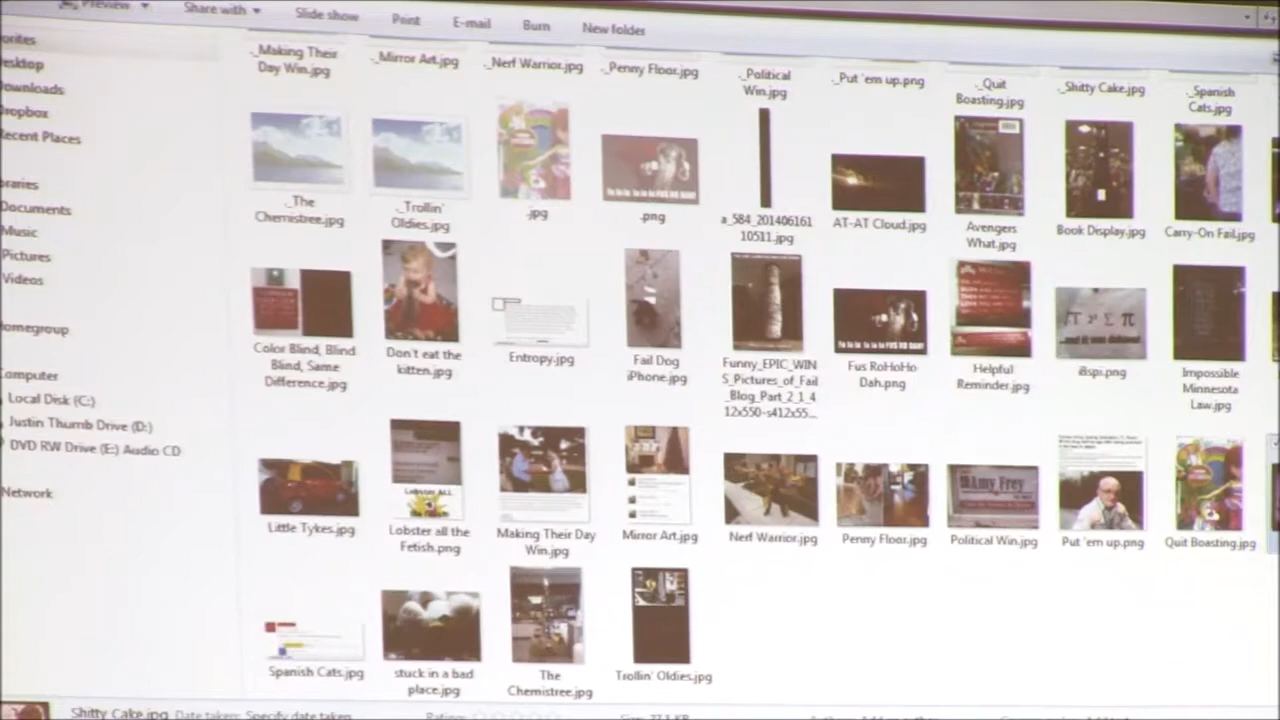 Preview Share with Slide show Print E-mail Burn New folder
._Making Their
Day Win.jpg
._Mirror Art.jpg
._Nerf Warrior.jpg
._Penny Floor.jpg
._Political
Win.jpg
._Put 'em up.png
._Quit
Boasting.jpg
._Shitty Cake.jpg
._Spanish
Cats.jpg
orites
esktop
ownloads
ropbox
ecent Places
braries
Documents
Music
Pictures
Videos
omegroup
omputer
Local Disk (C:)
Justin Thumb Drive (D:)
DVD RW Drive (E:) Audio CD
Network
._The
Chemistree.jpg
._Trollin'
Oldies.jpg
.jpg
.png
a_584_201406161
10511.jpg
AT-AT Cloud.jpg
Avengers
What.jpg
Book Display.jpg
Carry-On Fail.jpg
Color Blind, Blind
Blind, Same
Difference.jpg
Don't eat the
kitten.jpg
Entropy.jpg
Fail Dog
iPhone.jpg
Funny_EPIC_WIN
S_Pictures_of_Fail
_Blog_Part_2_1_4
12x550-s412x55...
Fus RoHoHo
Dah.png
Helpful
Reminder.jpg
i8spi.png
Impossible
Minnesota
Law.jpg
Little Tykes.jpg
LOBSTER ALL
Lobster all the
Fetish.png
Making Their Day
Win.jpg
Mirror Art.jpg
Nerf Warrior.jpg
Penny Floor.jpg
Amy Frey
Political Win.jpg
Put 'em up.png
Quit Boasting.jpg
Spanish Cats.jpg
stuck in a bad
place.jpg
The
Chemistree.jpg
Trollin' Oldies.jpg
Shitty Cake.jpg Date taken: Specify date taken